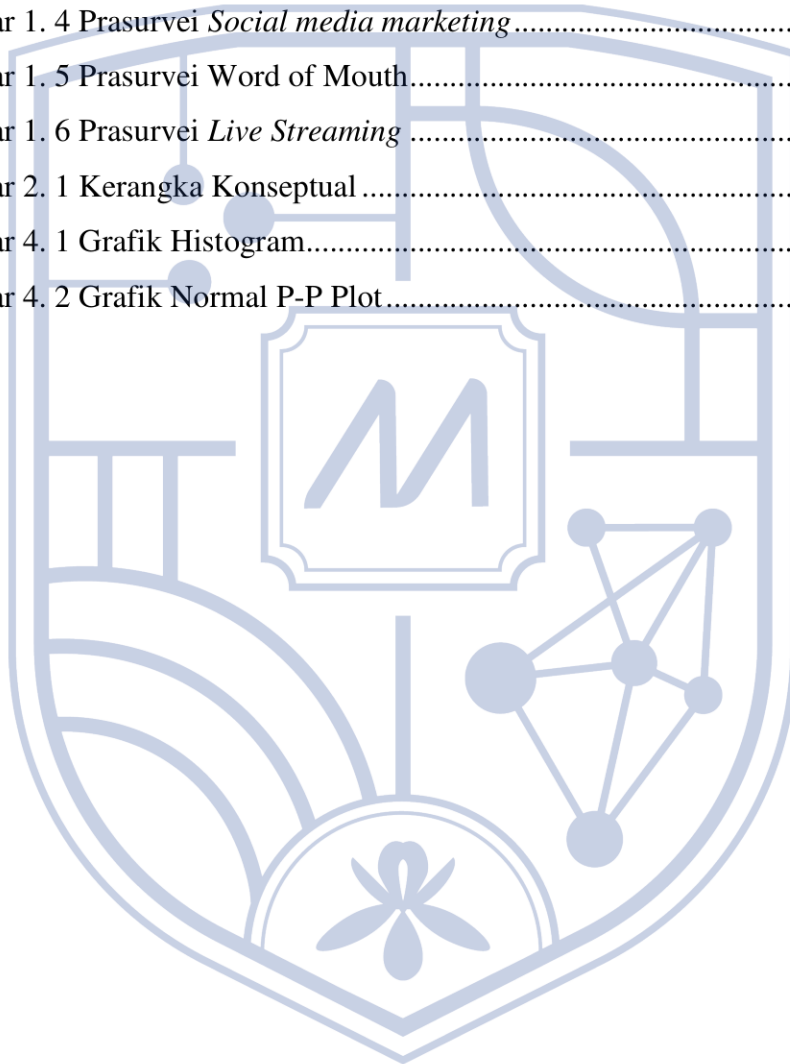 ar 1. 4 Prasurvei Social media marketing
ar 1. 5 Prasurvei Word of Mouth
ar 1. 6 Prasurvei Live Streaming
ar 2. 1 Kerangka Konseptual
ar 4. 1 Grafik Histogram
ar 4. 2 Grafik Normal P-P Plot
M